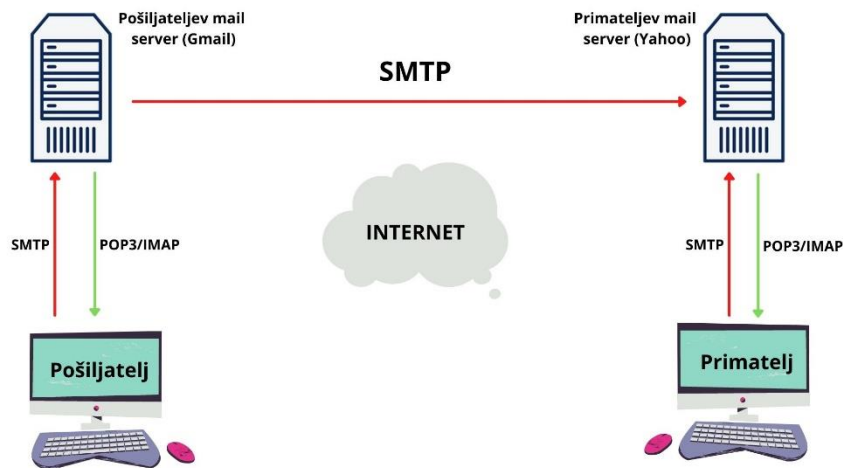 Pošiljateljev mail
server (Gmail)
Primateljev mail
server (Yahoo)
SMTP
INTERNET
SMTP
POP3/IMAP
SMTP
POP3/IMAP
Pošiljatelj
Primatelj